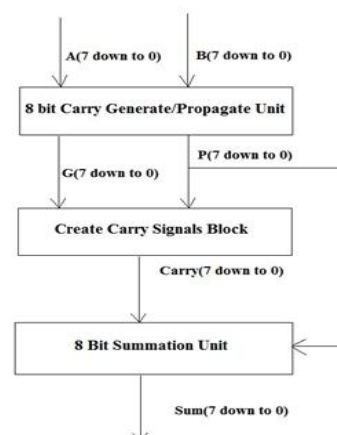 A(7 down to 0)
B(7 down to 0)
8 bit Carry Generate/Propagate Unit
G(7 down to 0)
P(7 down to 0)
Create Carry Signals Block
Carry(7 down to 0)
8 Bit Summation Unit
Sum(7 down to 0)